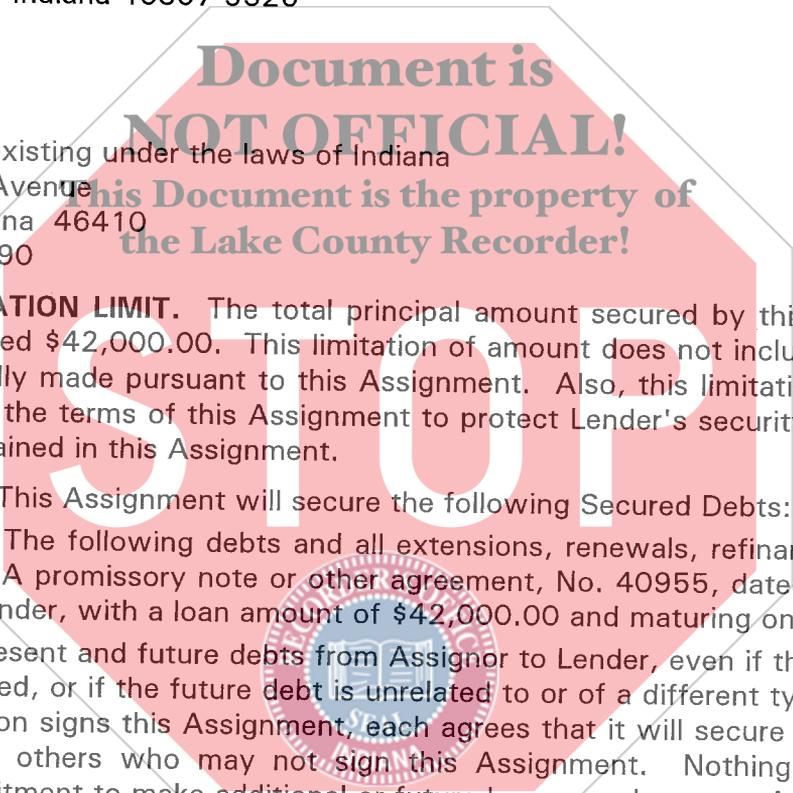 Document is
NOT OFFICIAL!
xisting under the laws of Indiana
Avenue
This Document is the property of
na 46410
the Lake County Recorder!
90
ATION LIMIT. The total principal amount secured by thi
ed $42,000.00. This limitation of amount does not inclu
lly made pursuant to this Assignment. Also, this limitati
the terms of this Assignment to protect Lender's securit
ained in this Assignment.
STOP
This Assignment will secure the following Secured Debts:
The following debts and all extensions, renewals, refinan
A promissory note or other agreement, No. 40955, date
nder, with a loan amount of $42,000.00 and maturing on
esent and future debts from Assignor to Lender, even if th
ed, or if the future debt is unrelated to or of a different ty
on signs this Assignment, each agrees that it will secure
others who may not sign this Assignment. Nothing
SEAL
INDIANA